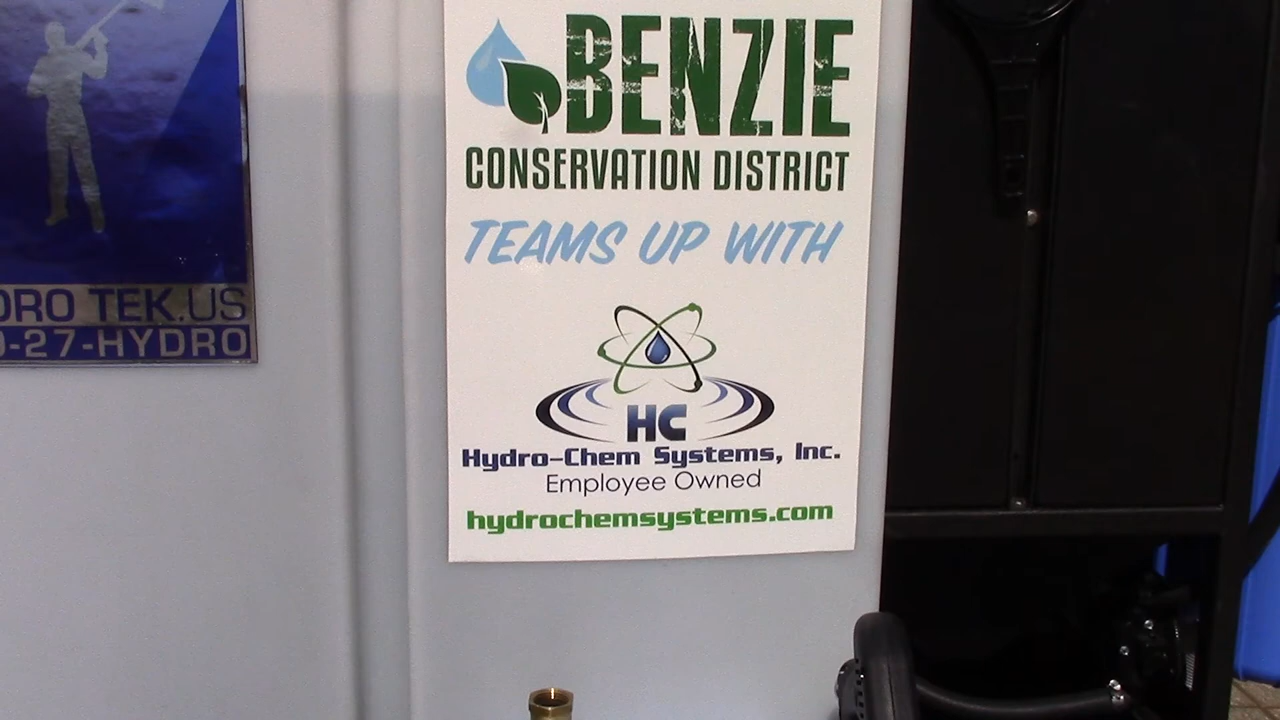 BENZIE
CONSERVATION DISTRICT
TEAMS UP WITH
HC
Hydro-Chem Systems, Inc.
Employee Owned
hydrochemsystems.com
DRO TEK.US
-27-HYDRO